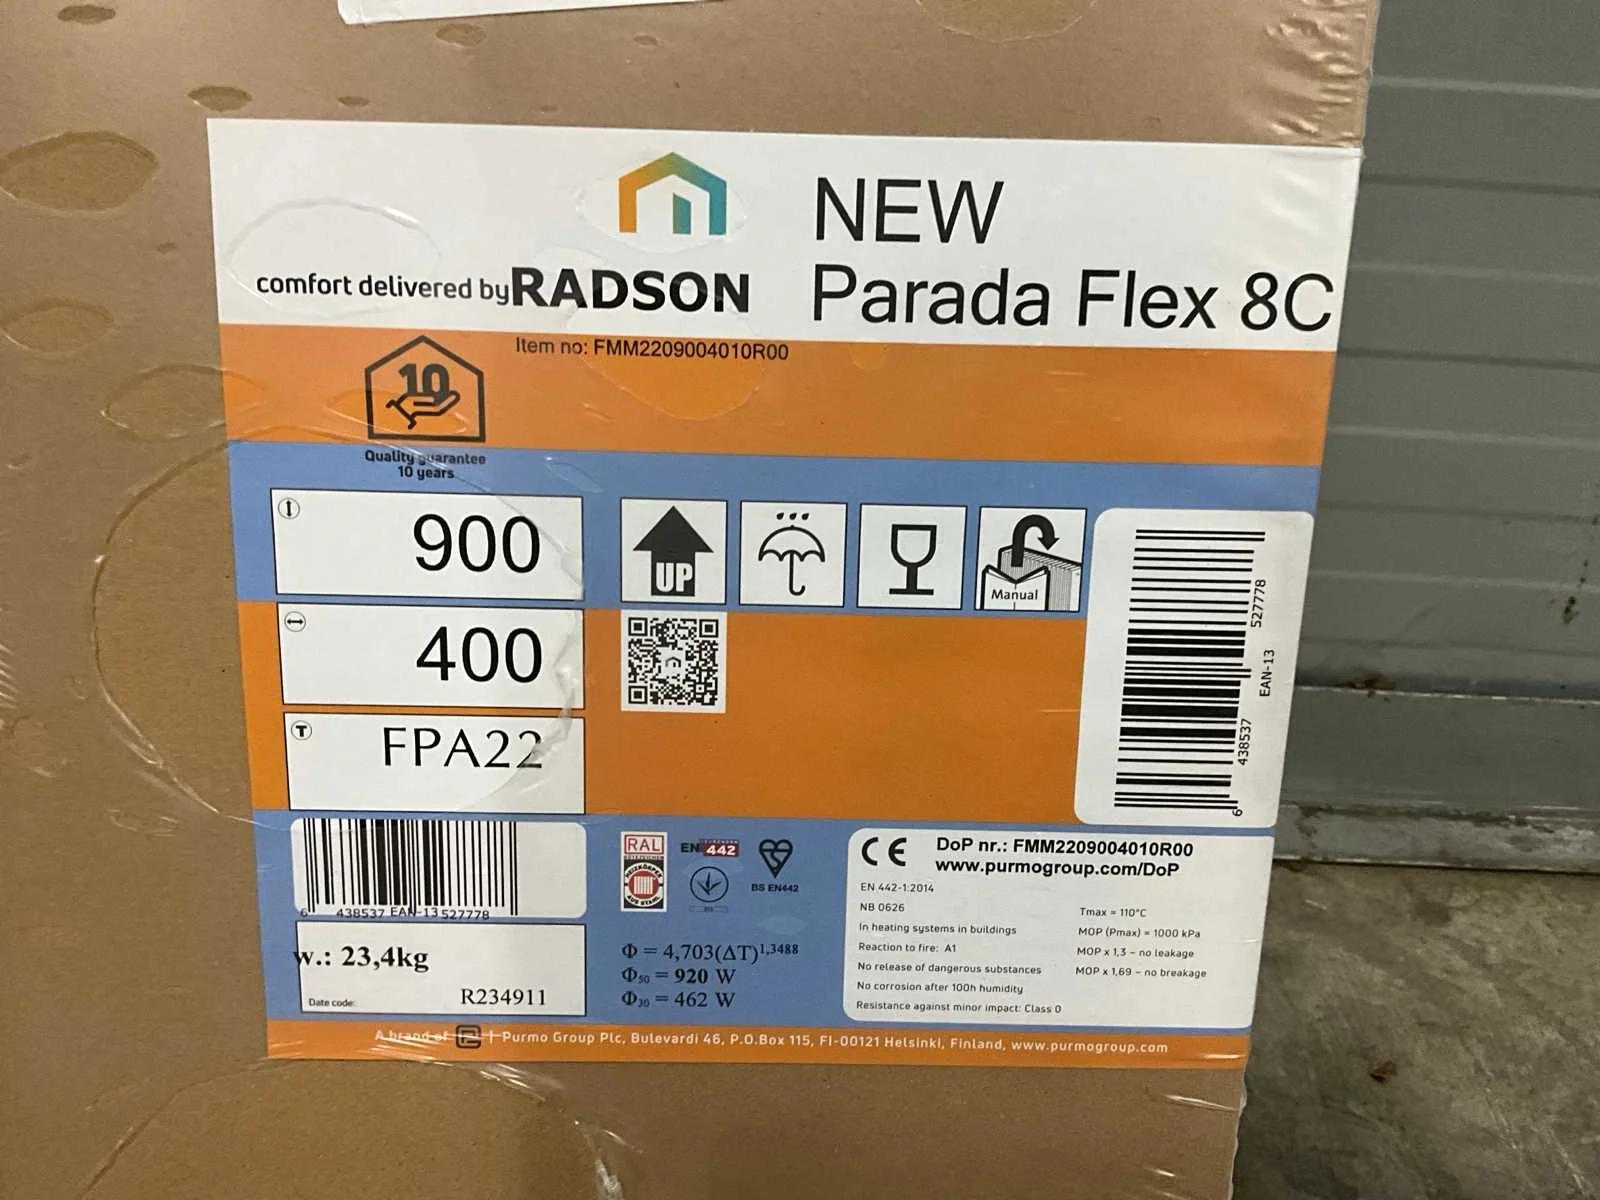 NEW
comfort delivered by RADSON
Parada Flex 8C
Item no: FMM2209004010R00
10
Quality guarantee
10 years
900
400
T
FPA22
UP
Manual
527778
EAN-13
438537
6
6 438537 EAN-13 527778
w.: 23,4kg
Date code:
R234911
RAL
GÜTEZEICHEN
HEIZKÖRPER
AUS STAHL
EN 442
BS EN442
Φ = 4,703(ΔT)1,3488
Φ50 = 920 W
Φ30 = 462 W
CE
DoP nr.: FMM2209004010R00
www.purmogroup.com/DoP
EN 442-1:2014
NB 0626
In heating systems in buildings
Reaction to fire: A1
No release of dangerous substances
No corrosion after 100h humidity
Resistance against minor impact: Class 0
Tmax = 110°C
MOP (Pmax) = 1000 kPa
MOP x 1,3 – no leakage
MOP x 1,69 – no breakage
A brand of | Purmo Group Plc, Bulevardi 46, P.O.Box 115, FI-00121 Helsinki, Finland, www.purmogroup.com